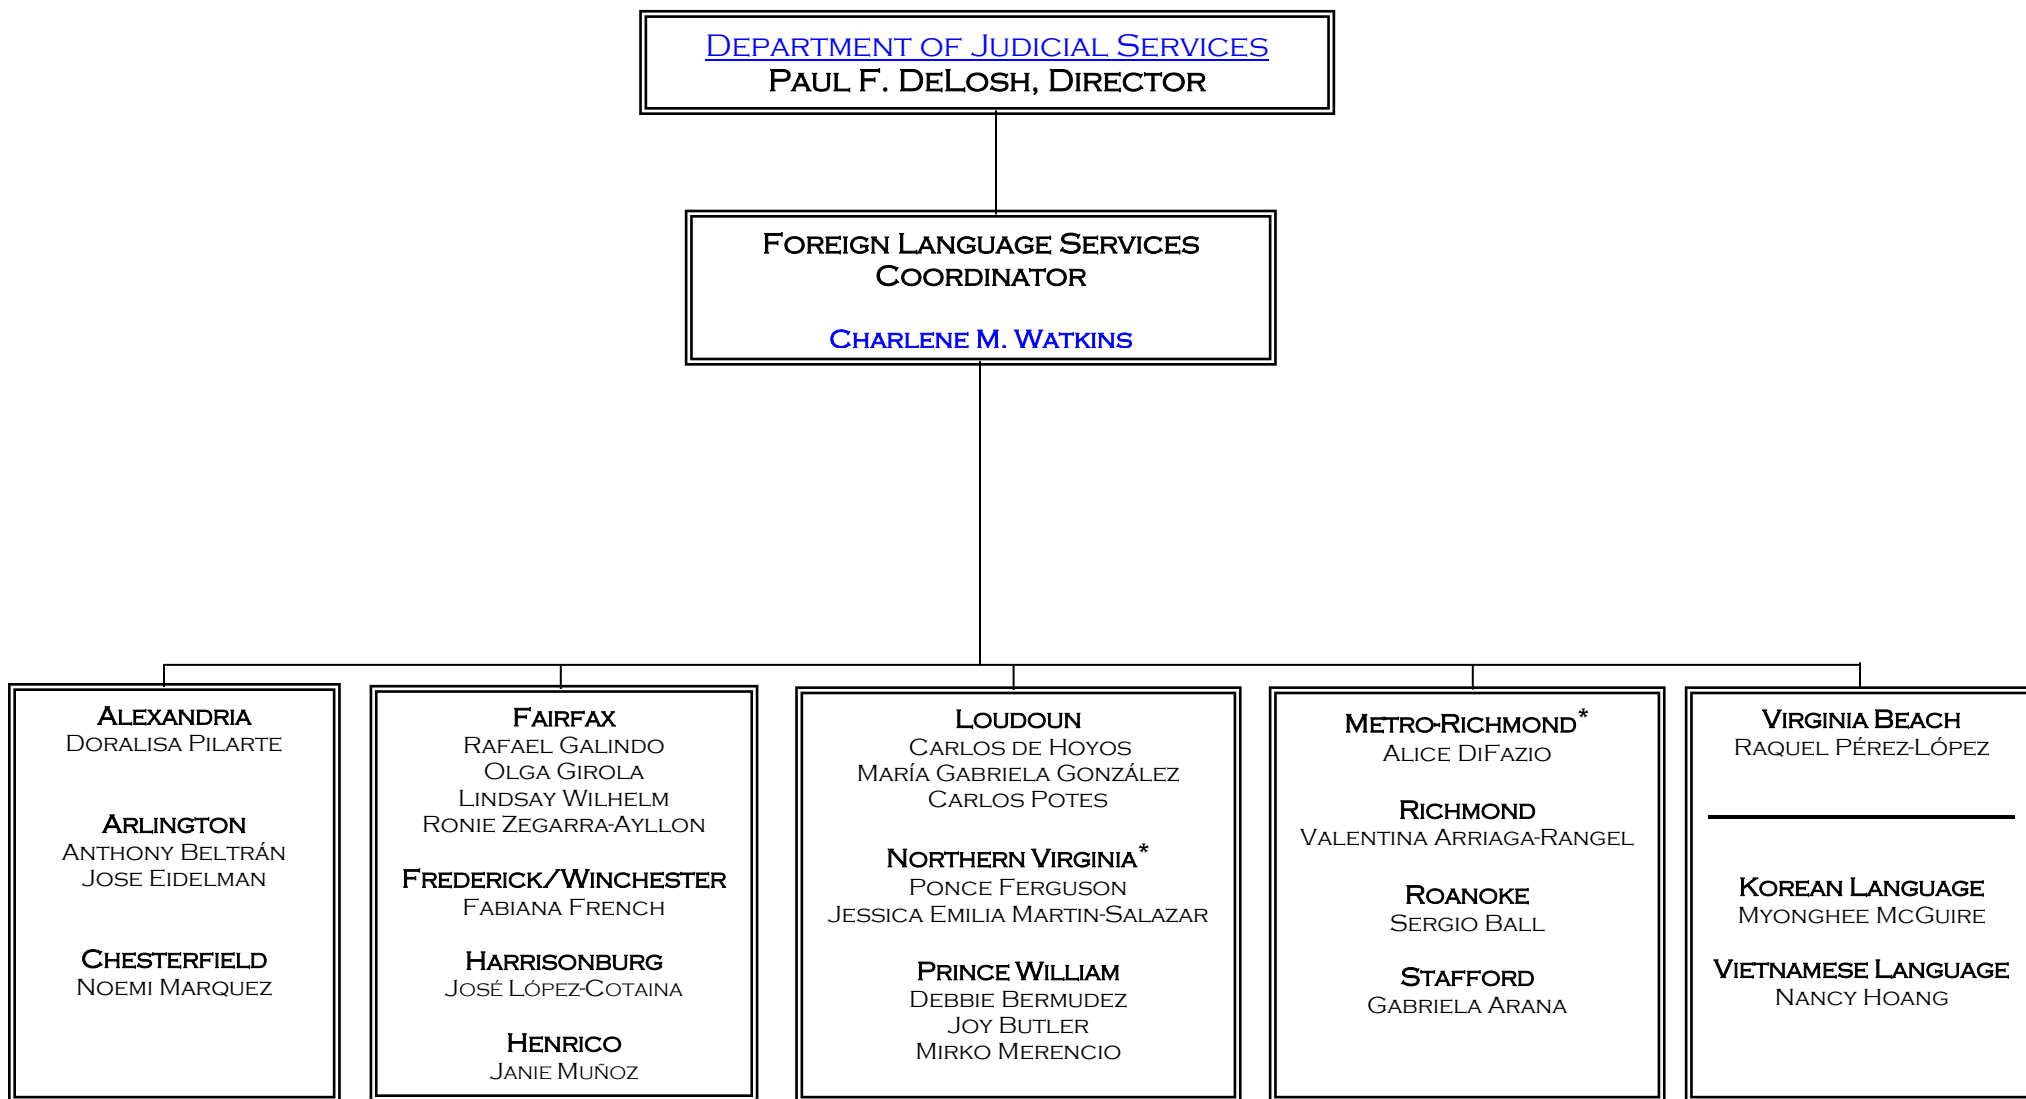 DEPARTMENT OF JUDICIAL SERVICES
PAUL F. DELOSH, DIRECTOR
FOREIGN LANGUAGE SERVICES
COORDINATOR
CHARLENE M. WATKINS
ALEXANDRIA
DORALISA PILARTE
ARLINGTON
ANTHONY BELTRÁN
JOSE EIDELMAN
CHESTERFIELD
NOEMI MARQUEZ
FAIRFAX
RAFAEL GALINDO
OLGA GIROLA
LINDSAY WILHELM
RONIE ZEGARRA-AYLLON
FREDERICK/WINCHESTER
FABIANA FRENCH
HARRISONBURG
JOSÉ LÓPEZ-COTAINA
HENRICO
JANIE MUÑOZ
LOUDOUN
CARLOS DE HOYOS
MARÍA GABRIELA GONZÁLEZ
CARLOS POTES
NORTHERN VIRGINIA*
PONCE FERGUSON
JESSICA EMILIA MARTIN-SALAZAR
PRINCE WILLIAM
DEBBIE BERMUDEZ
JOY BUTLER
MIRKO MERENCIO
METRO-RICHMOND*
ALICE DIFAZIO
RICHMOND
VALENTINA ARRIAGA-RANGEL
ROANOKE
SERGIO BALL
STAFFORD
GABRIELA ARANA
VIRGINIA BEACH
RAQUEL PÉREZ-LÓPEZ
KOREAN LANGUAGE
MYONGHEE MCGUIRE
VIETNAMESE LANGUAGE
NANCY HOANG